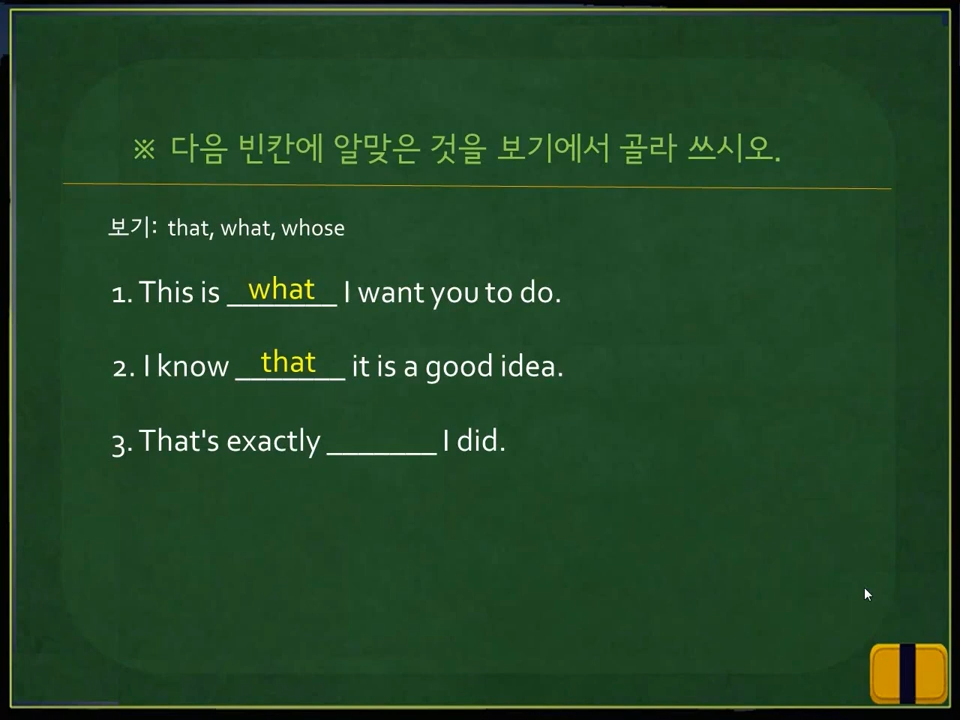 ※ 다음 빈칸에 알맞은 것을 보기에서 골라 쓰시오.
보기: that, what, whose
1. This is what I want you to do.
2. I know that it is a good idea.
3. That's exactly _______ I did.